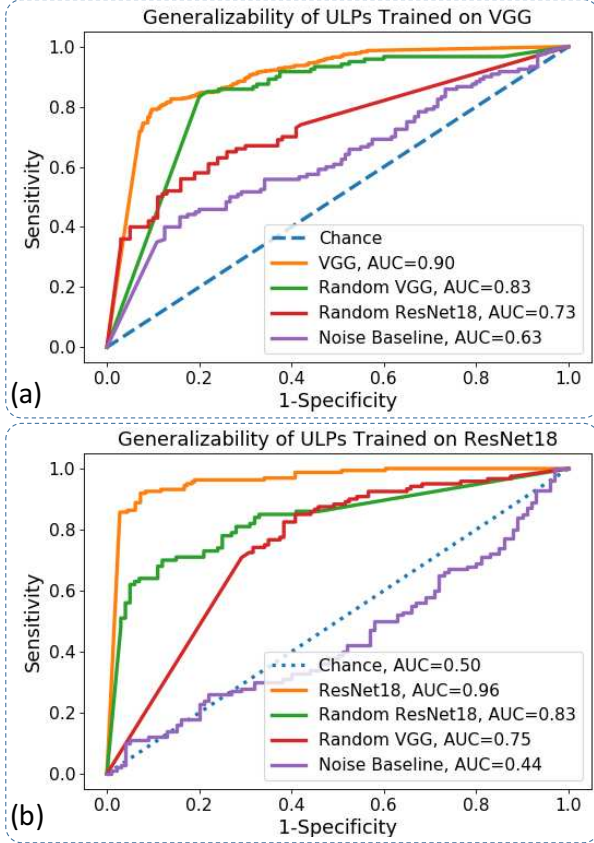 Generalizability of ULPs Trained on VGG
1.0
0.8
0.6
0.4
0.2
0.0
Sensitivity
Chance
VGG, AUC=0.90
Random VGG, AUC=0.83
Random ResNet18, AUC=0.73
Noise Baseline, AUC=0.63
0.0 0.2 0.4 0.6 0.8 1.0
1-Specificity
(a)
Generalizability of ULPs Trained on ResNet18
1.0
0.8
0.6
0.4
0.2
0.0
Sensitivity
Chance, AUC=0.50
ResNet18, AUC=0.96
Random ResNet18, AUC=0.83
Random VGG, AUC=0.75
Noise Baseline, AUC=0.44
0.0 0.2 0.4 0.6 0.8 1.0
1-Specificity
(b)